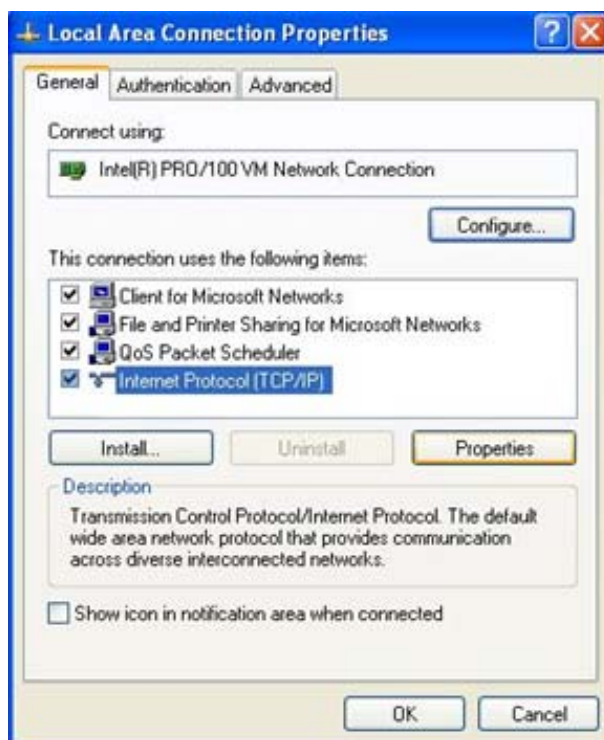 Local Area Connection Properties
General Authentication Advanced
Connect using:
Intel(R) PRO/100 VM Network Connection
Configure...
This connection uses the following items:
Client for Microsoft Networks
File and Printer Sharing for Microsoft Networks
QoS Packet Scheduler
Internet Protocol (TCP/IP)
Install... Uninstall Properties
Description
Transmission Control Protocol/Internet Protocol. The default
wide area network protocol that provides communication
across diverse interconnected networks.
Show icon in notification area when connected
OK Cancel